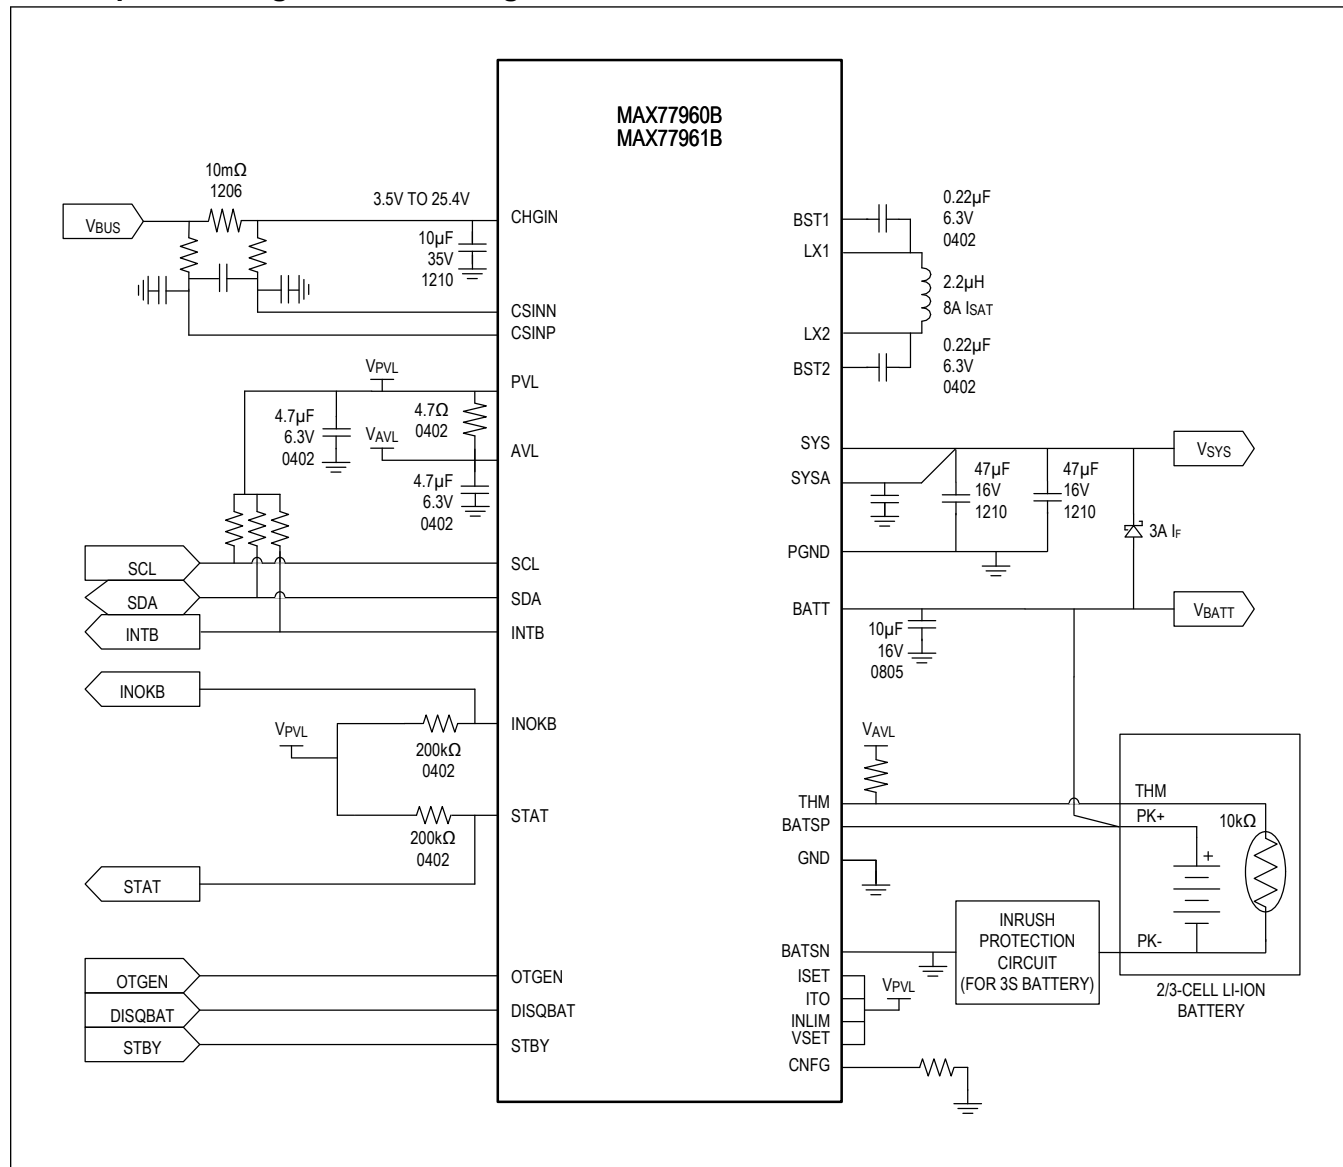 MAX77960B
MAX77961B
10mΩ
1206
3.5V TO 25.4V
VBUS
CHGIN
10µF
35V
1210
CSINN
CSINP
VPVL
PVL
4.7µF
6.3V
0402
4.7Ω
0402
VAVL
AVL
4.7µF
6.3V
0402
SCL
SCL
SDA
SDA
INTB
INTB
INOKB
INOKB
VPVL
200kΩ
0402
STAT
200kΩ
0402
STAT
OTGEN
OTGEN
DISQBAT
DISQBAT
STBY
STBY
BST1
0.22µF
6.3V
0402
LX1
2.2µH
8A ISAT
LX2
0.22µF
6.3V
0402
BST2
SYS
VSYS
SYSA
47µF
16V
1210
47µF
16V
1210
3A IF
PGND
BATT
VBATT
10µF
16V
0805
VAVL
THM
THM
BATSP
PK+
10kΩ
+
GND
BATSN
INRUSH
PROTECTION
CIRCUIT
(FOR 3S BATTERY)
PK-
2/3-CELL LI-ION
BATTERY
ISET
ITO
INLIM
VSET
VPVL
CNFG